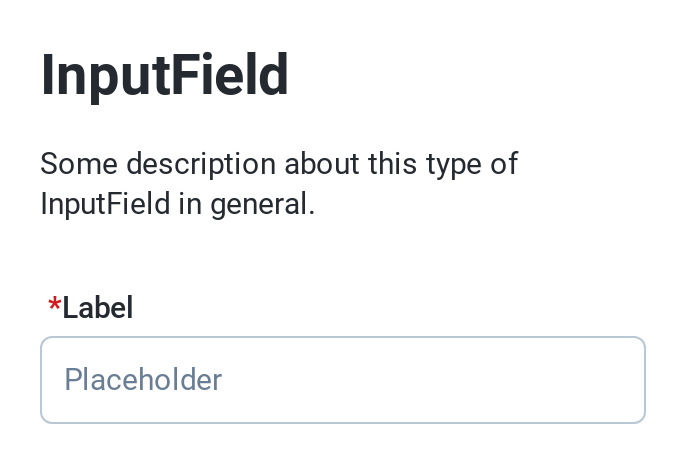 InputField
Some description about this type of
InputField in general.
*Label
Placeholder